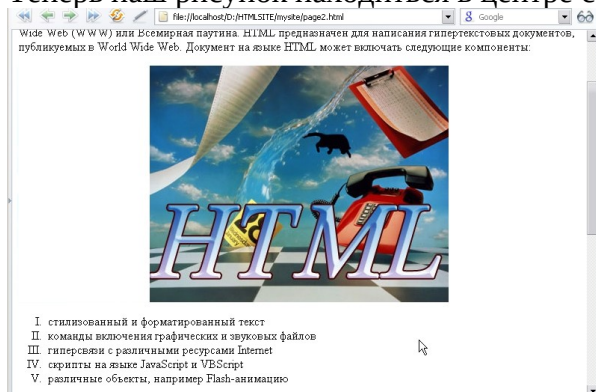 Теперь наш рисунок находиться в центре с
file://localhost/D:/HTMLSITE/mysite/page2.html
Google
Wide Web (WWW) или Всемирная паутина. HTML предназначен для написания гипертекстовых документов,
публикуемых в World Wide Web. Документ на языке HTML может включать следующие компоненты:
HTML
I. стилизованный и форматированный текст
II. команды включения графических и звуковых файлов
III. гиперсвязи с различными ресурсами Internet
IV. скрипты на языке JavaScript и VBScript
V. различные объекты, например Flash-анимацию